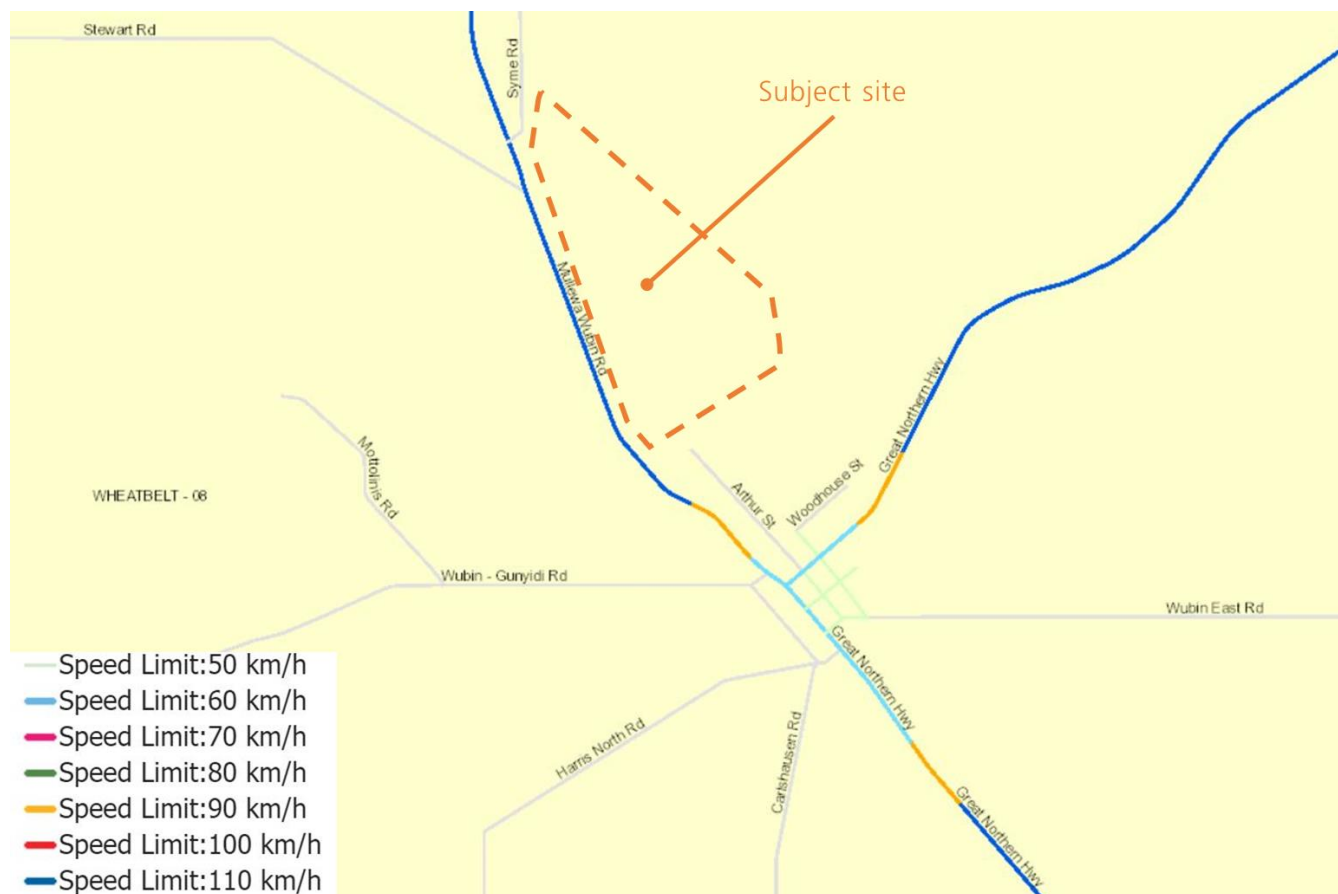 Stewart Rd
Syme Rd
Subject site
Mullewa Wubin Rd
Great Northern Hwy
Mottolinis Rd
WHEATBELT - 08
Arthur St
Woodhouse St
Wubin - Gunyidi Rd
Wubin East Rd
Great Northern Hwy
Harris North Rd
Carlshausen Rd
Great Northern Hwy
Speed Limit:50 km/h
Speed Limit:60 km/h
Speed Limit:70 km/h
Speed Limit:80 km/h
Speed Limit:90 km/h
Speed Limit:100 km/h
Speed Limit:110 km/h